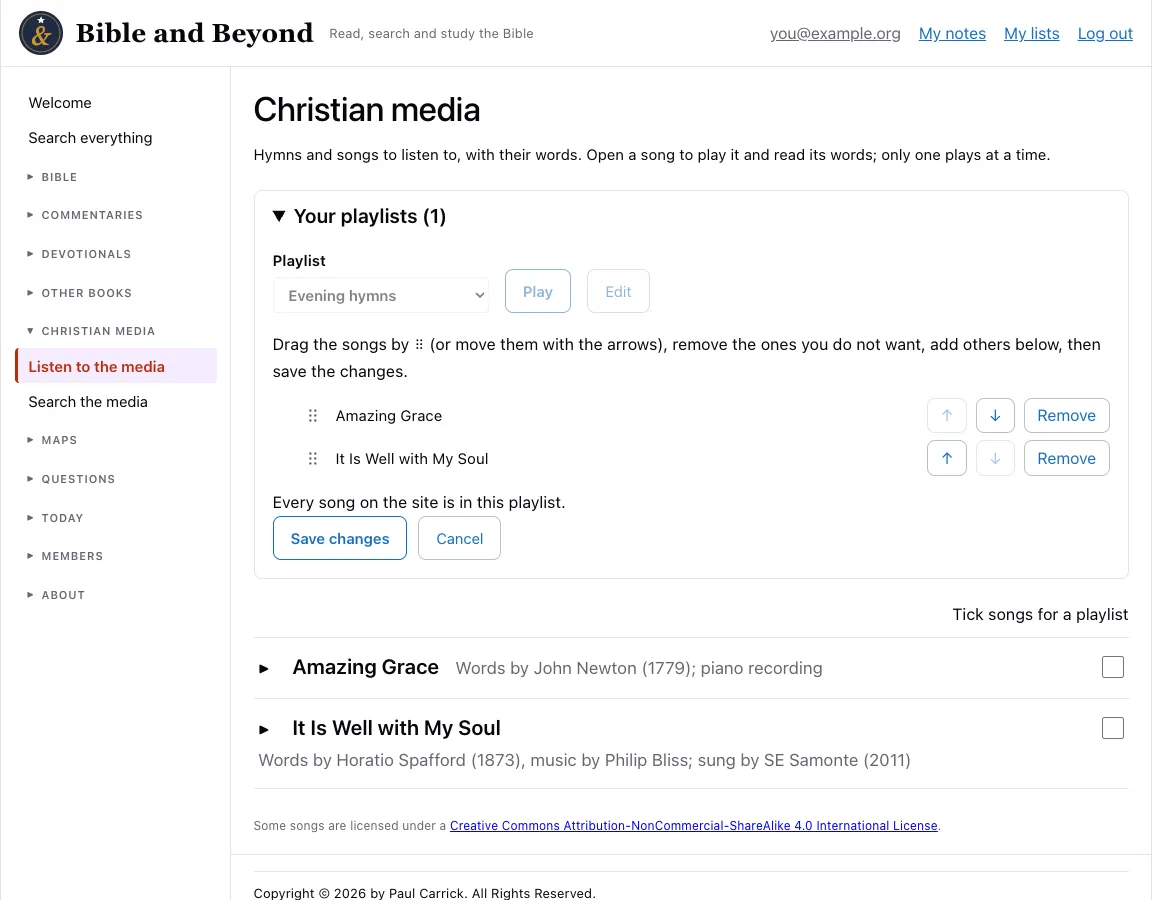 &
Bible and Beyond
Read, search and study the Bible
you@example.org My notes My lists Log out
Welcome
Search everything
BIBLE
COMMENTARIES
DEVOTIONALS
OTHER BOOKS
CHRISTIAN MEDIA
Listen to the media
Search the media
MAPS
QUESTIONS
TODAY
MEMBERS
ABOUT
Christian media
Hymns and songs to listen to, with their words. Open a song to play it and read its words; only one plays at a time.
▼ Your playlists (1)
Playlist
Evening hymns Play Edit
Drag the songs by ⠿ (or move them with the arrows), remove the ones you do not want, add others below, then
save the changes.
Amazing Grace ↑ ↓ Remove
It Is Well with My Soul ↑ ↓ Remove
Every song on the site is in this playlist.
Save changes Cancel
Tick songs for a playlist
Amazing Grace Words by John Newton (1779); piano recording
It Is Well with My Soul
Words by Horatio Spafford (1873), music by Philip Bliss; sung by SE Samonte (2011)
Some songs are licensed under a Creative Commons Attribution-NonCommercial-ShareAlike 4.0 International License.
Copyright © 2026 by Paul Carrick. All Rights Reserved.